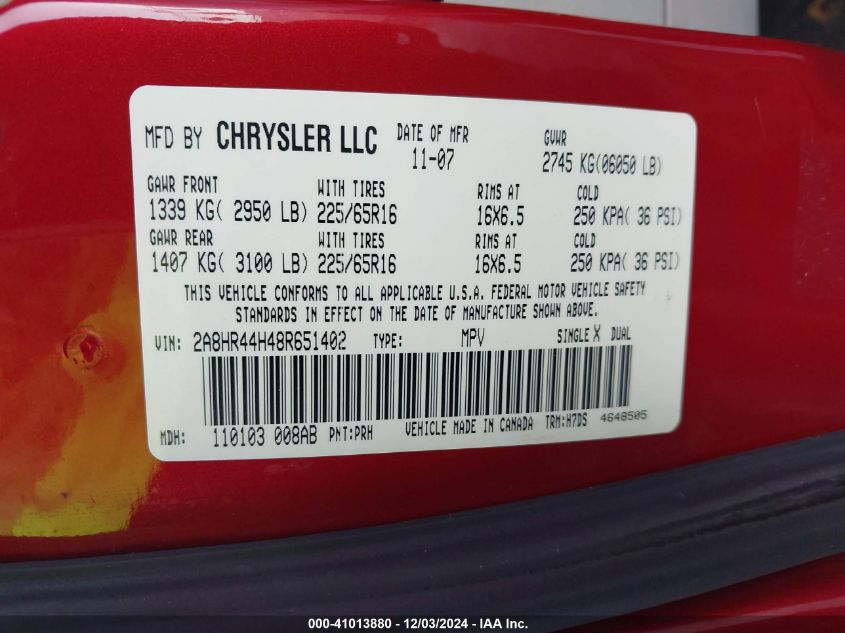 MFD BY CHRYSLER LLC DATE OF MFR GVWR
11-07 2745 KG(06050 LB)
GAWR FRONT WITH TIRES RIMS AT COLD
1339 KG( 2950 LB) 225/65R16 16X6.5 250 KPA( 36 PSI)
GAWR REAR WITH TIRES RIMS AT COLD
1407 KG( 3100 LB) 225/65R16 16X6.5 250 KPA( 36 PSI)
THIS VEHICLE CONFORMS TO ALL APPLICABLE U.S.A. FEDERAL MOTOR VEHICLE SAFETY
STANDARDS IN EFFECT ON THE DATE OF MANUFACTURE SHOWN ABOVE.
VIN: 2A8HR44H48R651402 TYPE: MPV SINGLE X DUAL
MDH: 110103 008AB PNT:PRH VEHICLE MADE IN CANADA TRM:H7DS 4648505
000-41013880 - 12/03/2024 - IAAI.COM